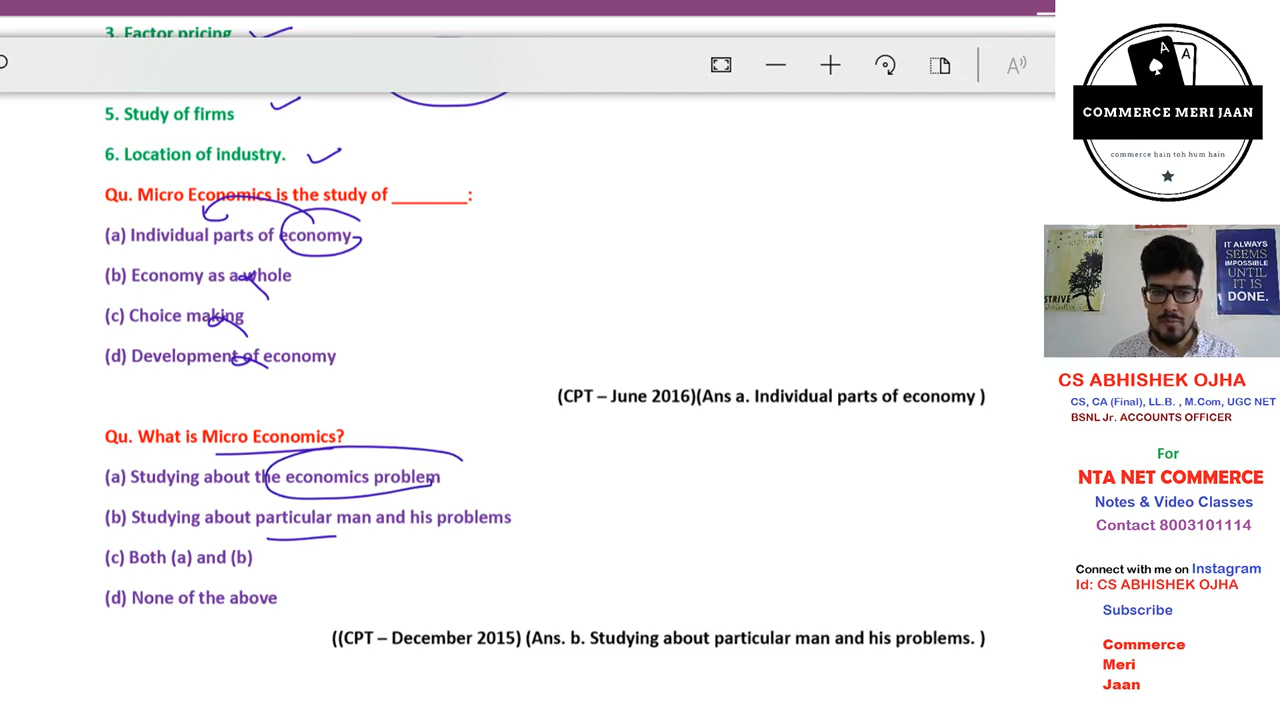 3. Factor pricing
5. Study of firms
6. Location of industry.
Qu. Micro Economics is the study of ________:
(a) Individual parts of economy
(b) Economy as a whole
(c) Choice making
(d) Development of economy
(CPT – June 2016)(Ans a. Individual parts of economy )
Qu. What is Micro Economics?
(a) Studying about the economics problem
(b) Studying about particular man and his problems
(c) Both (a) and (b)
(d) None of the above
((CPT – December 2015) (Ans. b. Studying about particular man and his problems. )
A A
COMMERCE MERI JAAN
commerce hain toh hum hain
STRIVE
IT ALWAYS
SEEMS
IMPOSSIBLE
UNTIL
IT IS
DONE.
CS ABHISHEK OJHA
CS, CA (Final), LL.B. , M.Com, UGC NET
BSNL Jr. ACCOUNTS OFFICER
For
NTA NET COMMERCE
Notes & Video Classes
Contact 8003101114
Connect with me on Instagram
Id: CS ABHISHEK OJHA
Subscribe
Commerce
Meri
Jaan